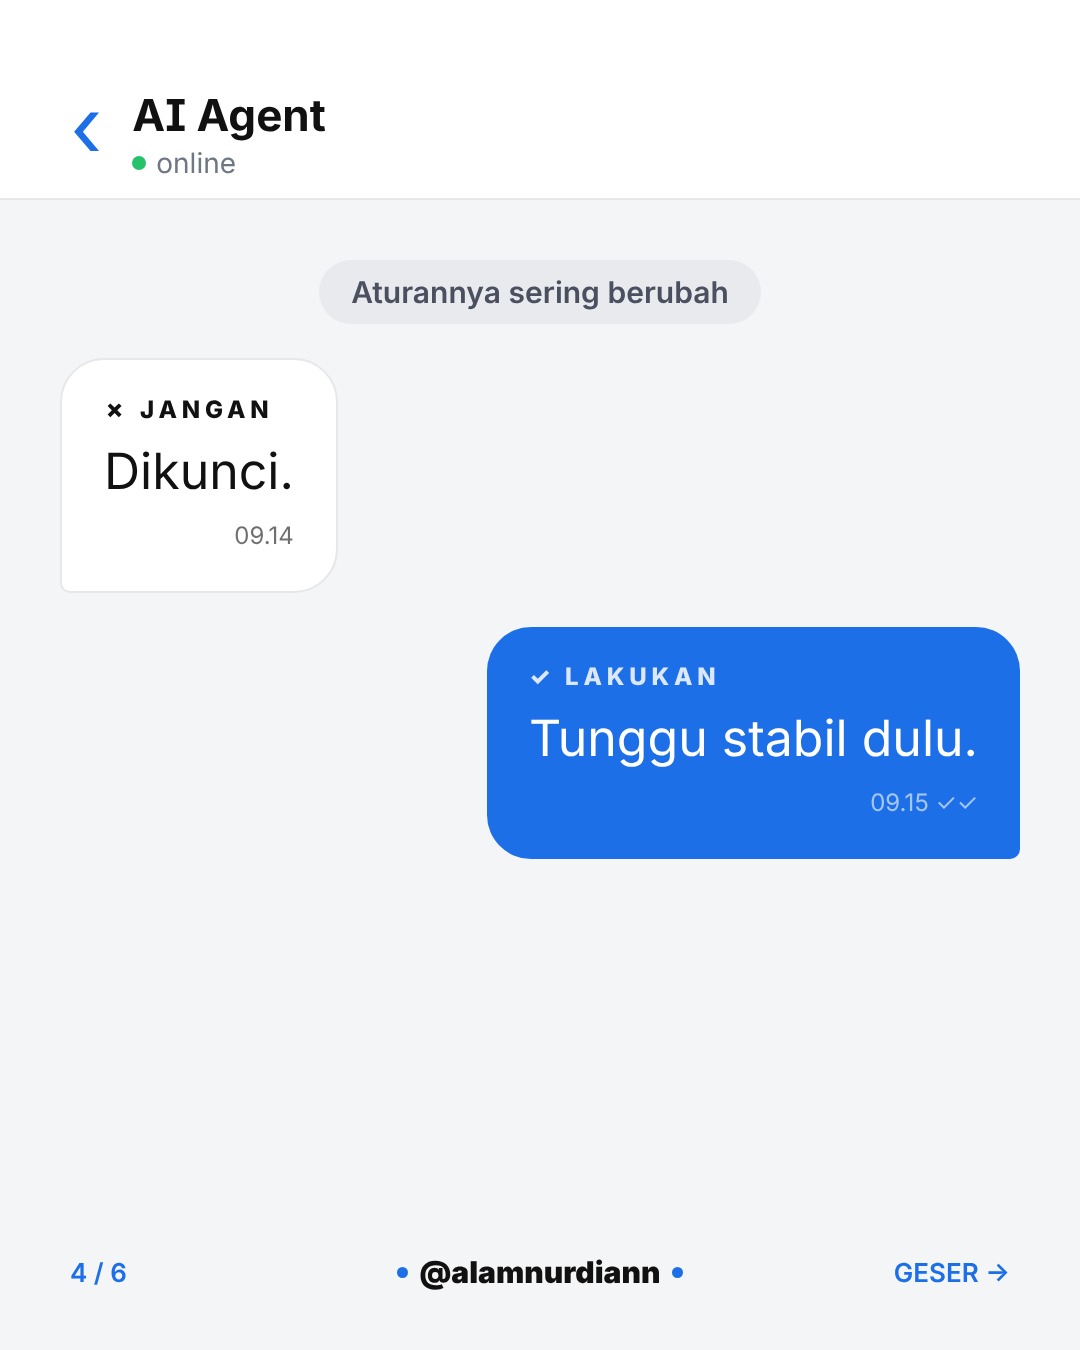 AI Agent
online
Aturannya sering berubah
× JANGAN
Dikunci.
09.14
✓ LAKUKAN
Tunggu stabil dulu.
09.15 ✓✓
4 / 6
• @alamnurdiann •
GESER →